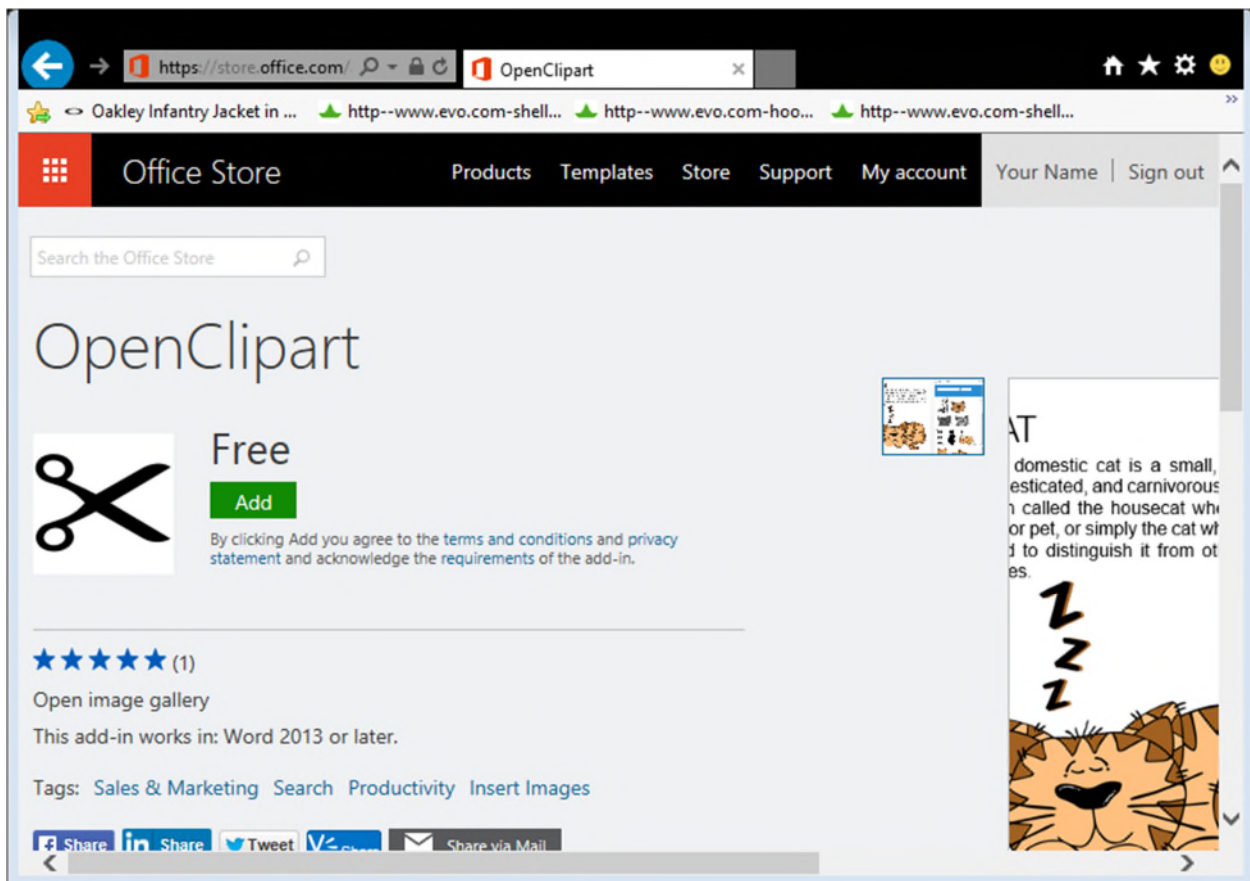 https://store.office.com/ OpenClipart
Oakley Infantry Jacket in ... http--www.evo.com-shell... http--www.evo.com-hoo... http--www.evo.com-shell...
Office Store Products Templates Store Support My account Your Name | Sign out
Search the Office Store
OpenClipart
Free
Add
By clicking Add you agree to the terms and conditions and privacy
statement and acknowledge the requirements of the add-in.
(1)
Open image gallery
This add-in works in: Word 2013 or later.
Tags: Sales & Marketing Search Productivity Insert Images
Share in Share Tweet Share Share via Mail
AT
domestic cat is a small,
esticated, and carnivorous
called the housecat
or pet, or simply the cat
to distinguish it from
es.
Z
Z
Z